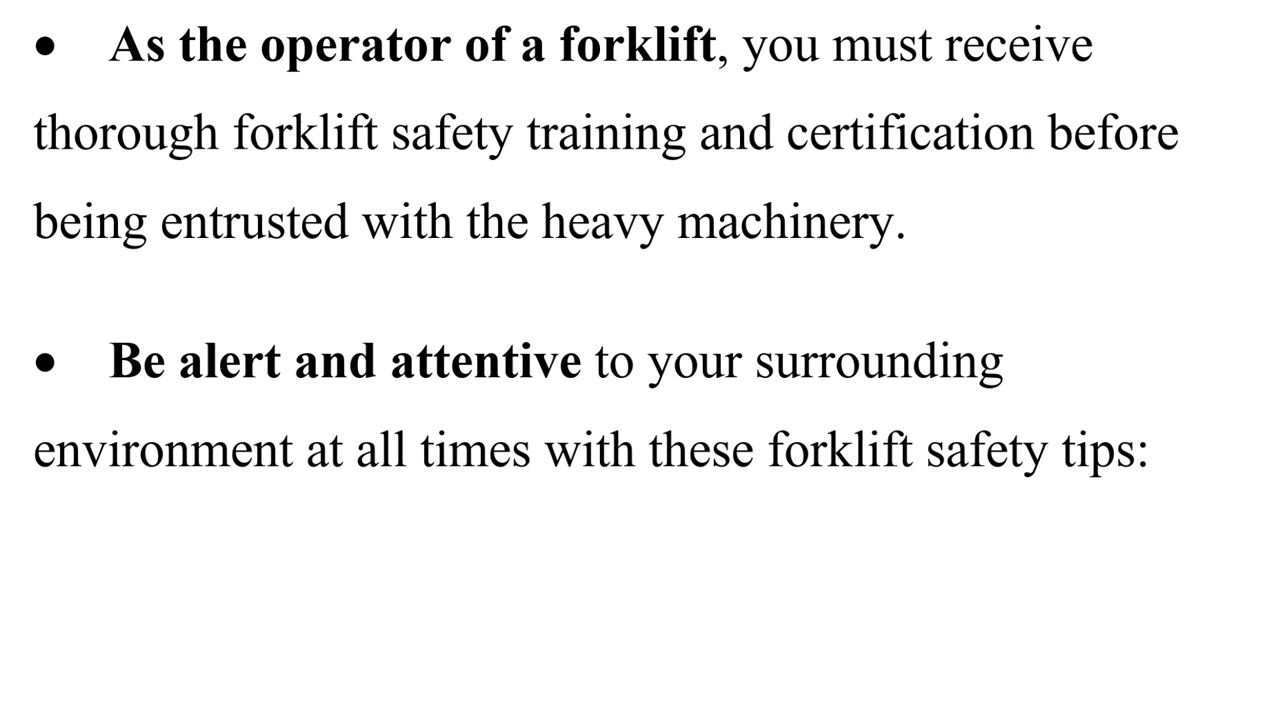 • As the operator of a forklift, you must receive
thorough forklift safety training and certification before
being entrusted with the heavy machinery.
• Be alert and attentive to your surrounding
environment at all times with these forklift safety tips: